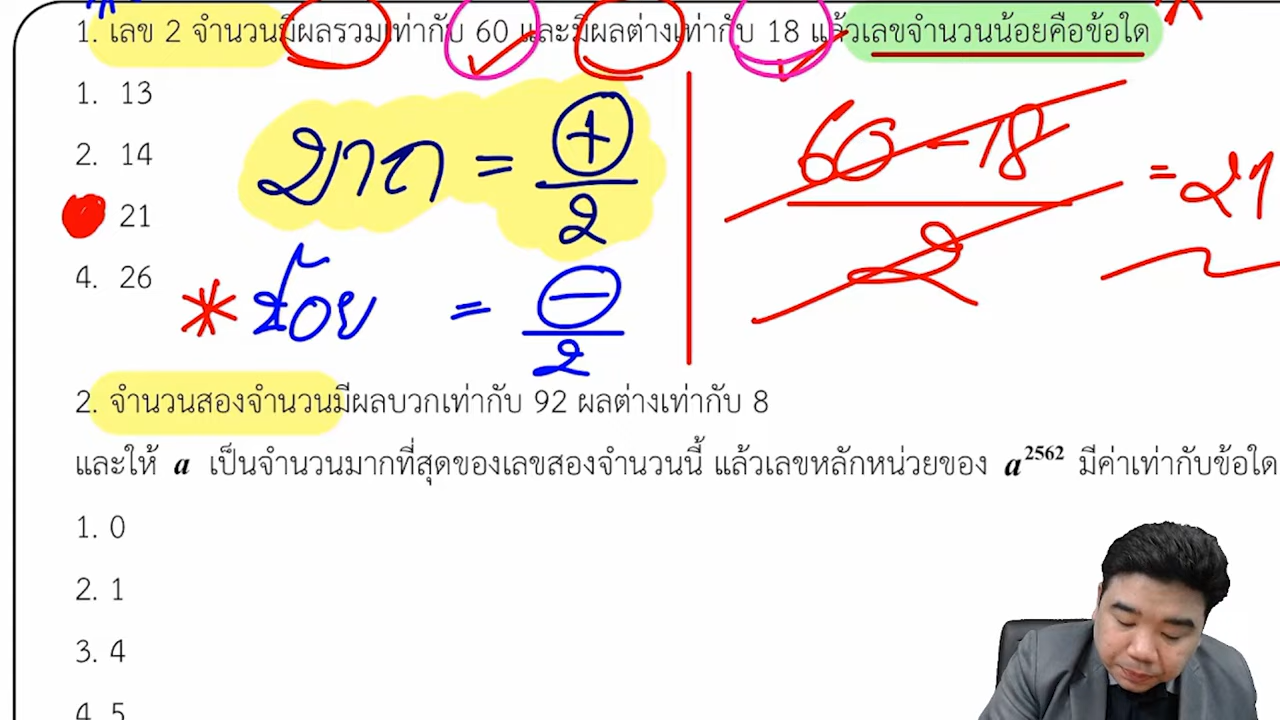 1. เลข 2 จำนวนมีผลรวมเท่ากับ 60 และมีผลต่างเท่ากับ 18 แล้วเลขจำนวนน้อยคือข้อใด
1. 13
2. 14
21
4. 26
มาก = + / 2
น้อย = − / 2
60 - 18 / 2 = 21
2. จำนวนสองจำนวนมีผลบวกเท่ากับ 92 ผลต่างเท่ากับ 8
และให้ a เป็นจำนวนมากที่สุดของเลขสองจำนวนนี้ แล้วเลขหลักหน่วยของ a²⁵⁶² มีค่าเท่ากับข้อใด
1. 0
2. 1
3. 4
4. 5